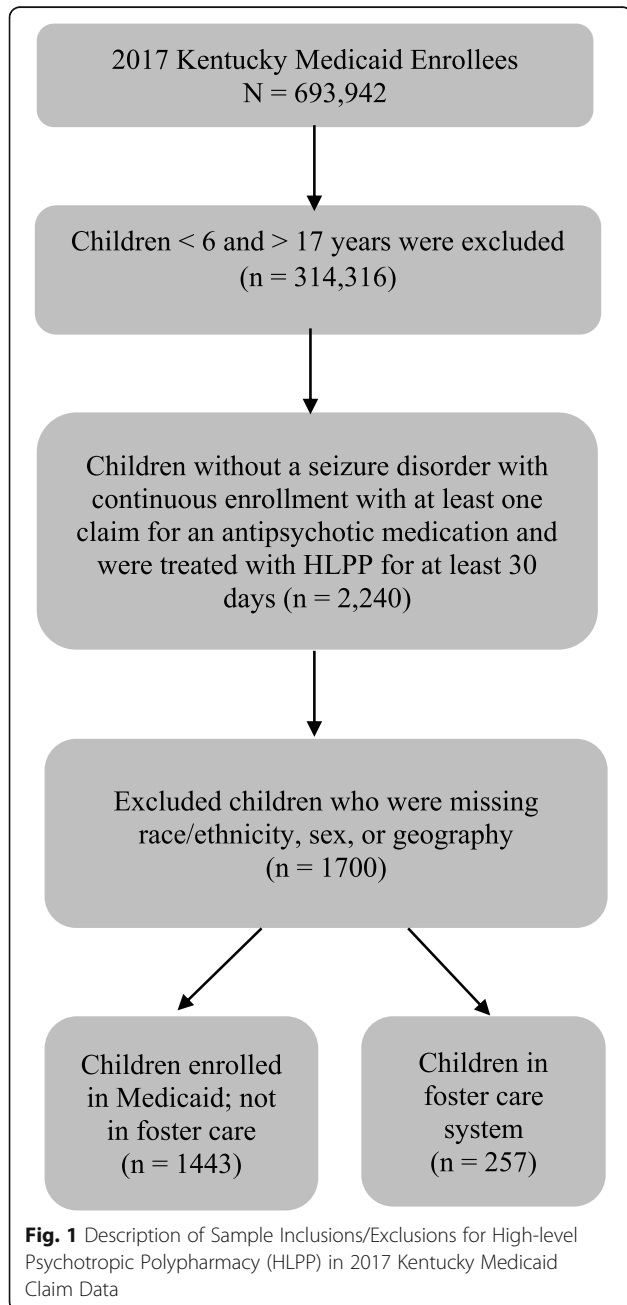 2017 Kentucky Medicaid Enrollees
N = 693,942
Children < 6 and > 17 years were excluded
(n = 314,316)
Children without a seizure disorder with
continuous enrollment with at least one
claim for an antipsychotic medication and
were treated with HLPP for at least 30
days (n = 2,240)
Excluded children who were missing
race/ethnicity, sex, or geography
(n = 1700)
Children enrolled
in Medicaid; not
in foster care
(n = 1443)
Children in
foster care
system
(n = 257)
Fig. 1 Description of Sample Inclusions/Exclusions for High-level
Psychotropic Polypharmacy (HLPP) in 2017 Kentucky Medicaid
Claim Data